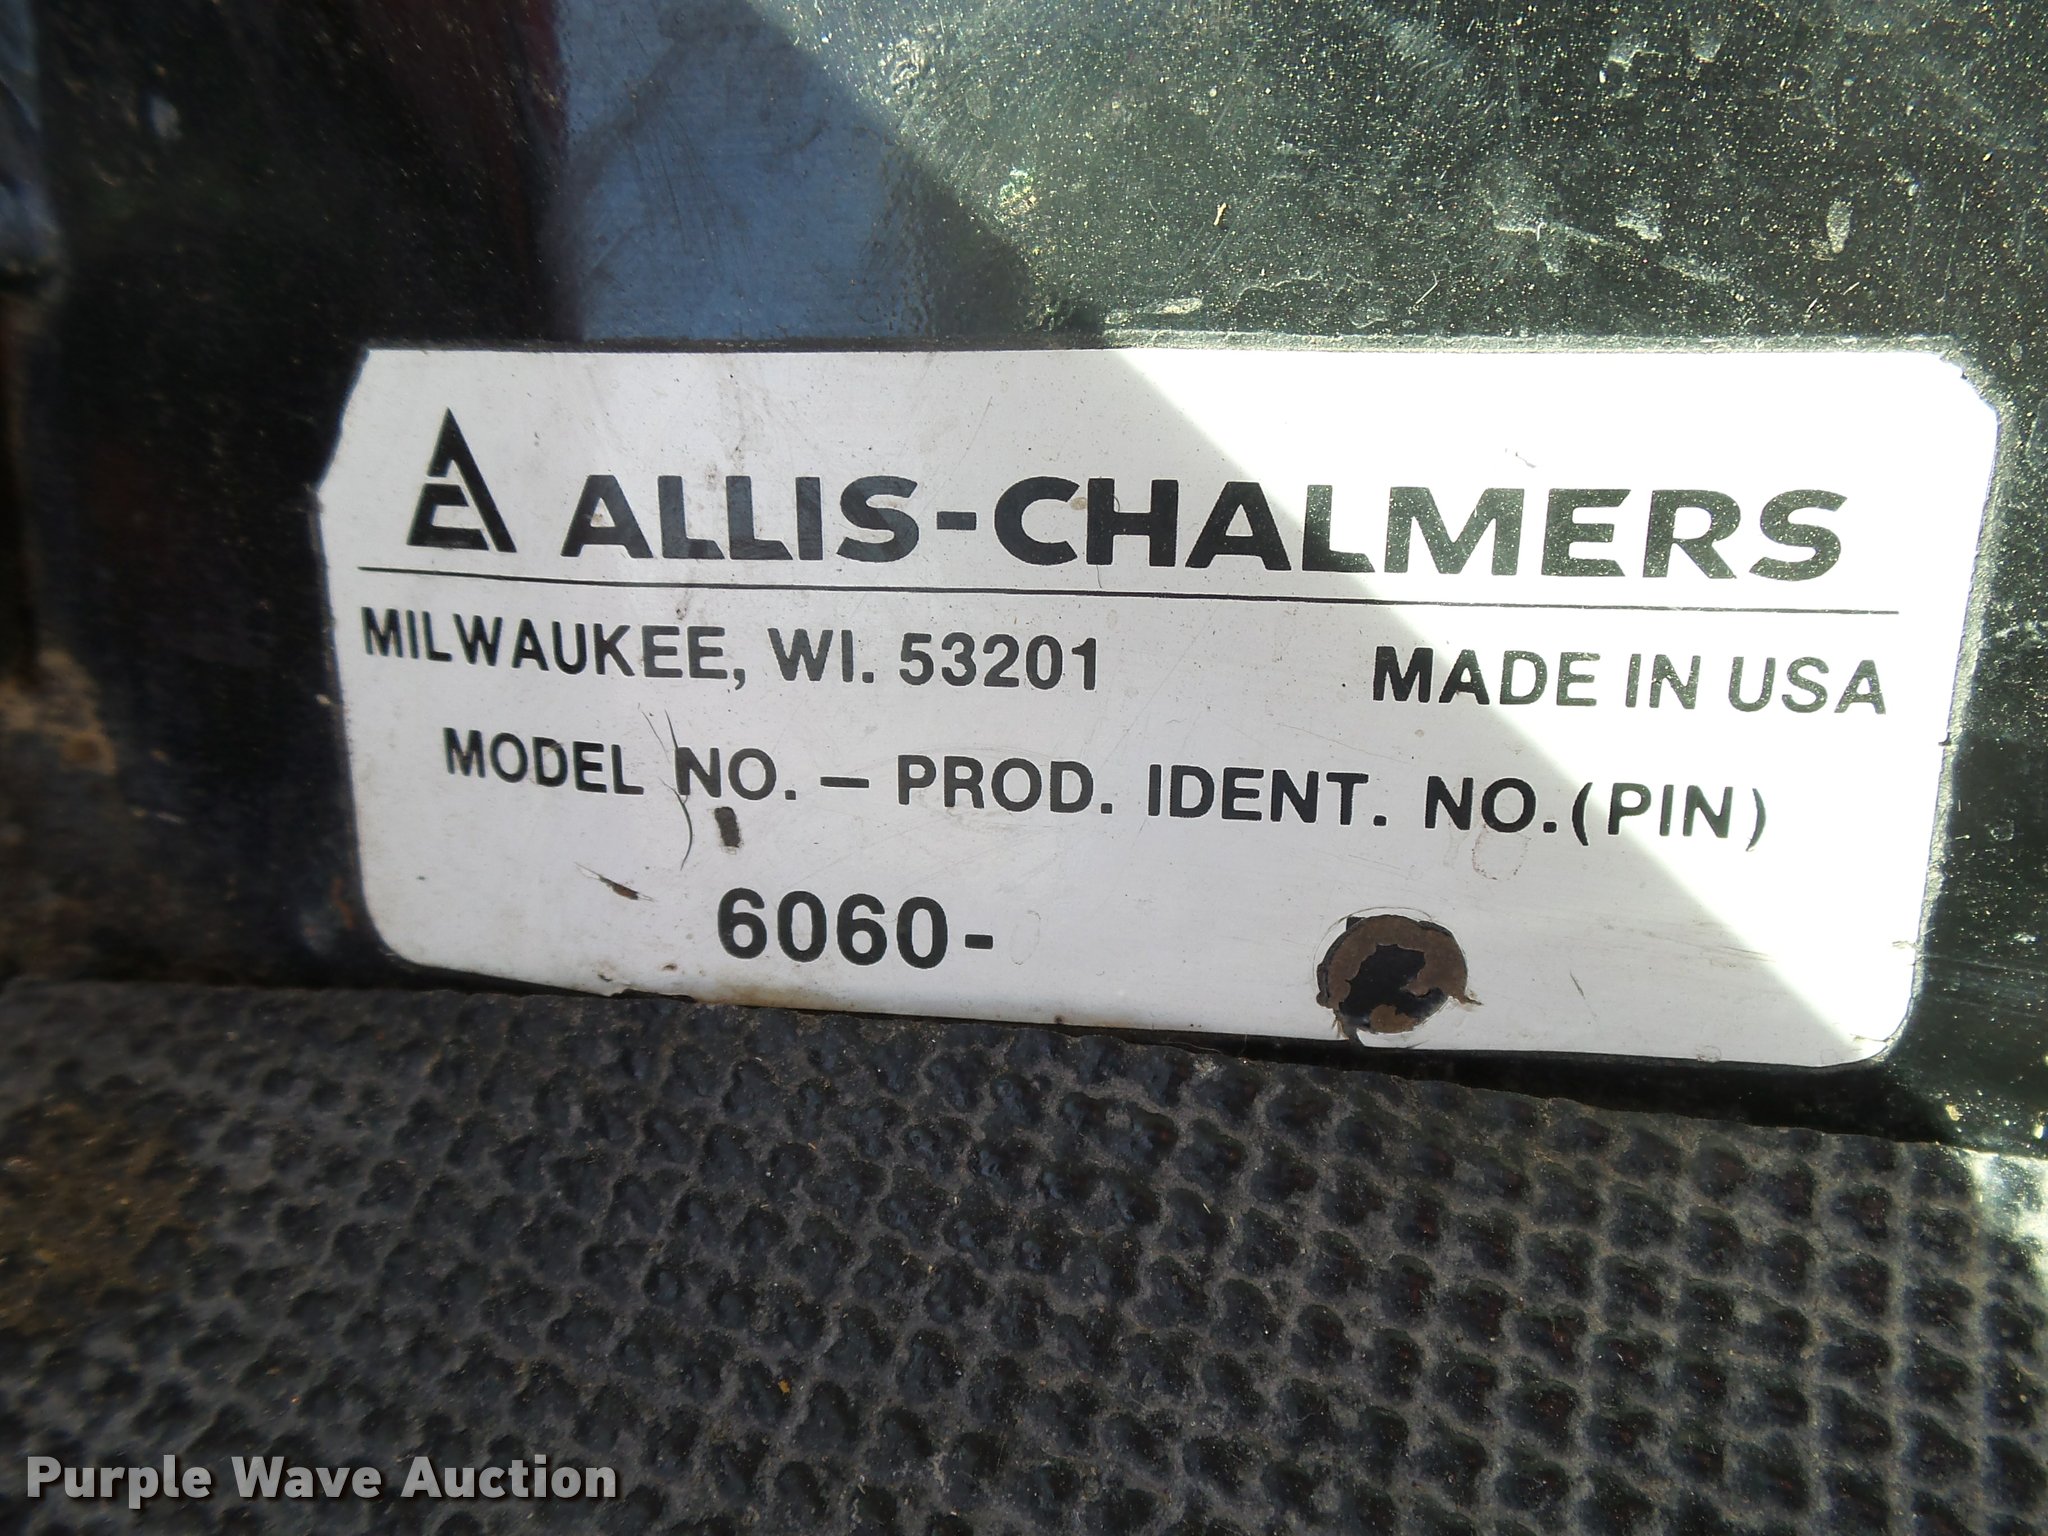 ALLIS-CHALMERS
MILWAUKEE, WI. 53201 MADE IN USA
MODEL NO. – PROD. IDENT. NO. (PIN)
6060-
Purple Wave Auction